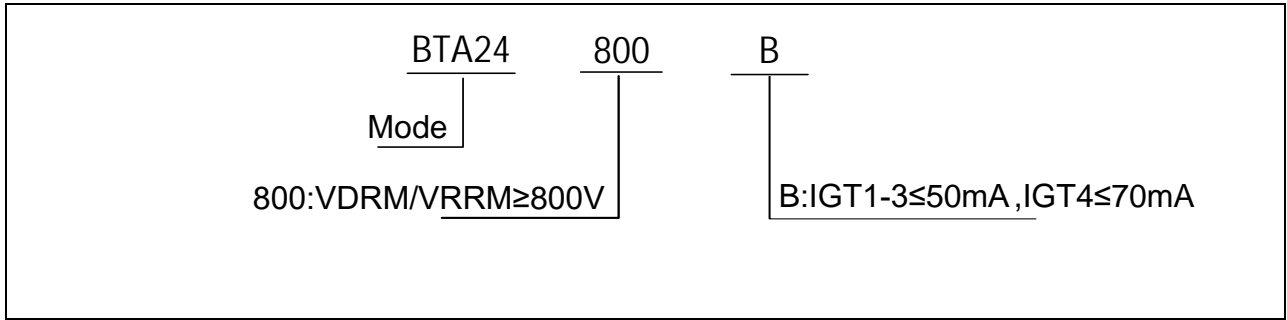 BTA24 800 B
Mode
800:VDRM/VRRM≥800V B:IGT1-3≤50mA,IGT4≤70mA